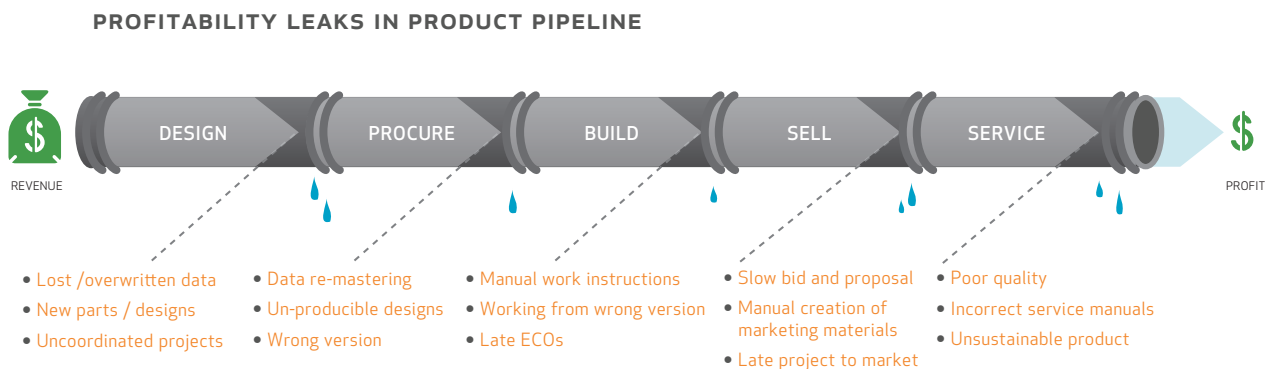 PROFITABILITY LEAKS IN PRODUCT PIPELINE
$
DESIGN
PROCURE
BUILD
SELL
SERVICE
$
REVENUE
PROFIT
• Lost /overwritten data
• New parts / designs
• Uncoordinated projects
• Data re-mastering
• Un-producible designs
• Wrong version
• Manual work instructions
• Working from wrong version
• Late ECOs
• Slow bid and proposal
• Manual creation of
marketing materials
• Late project to market
• Poor quality
• Incorrect service manuals
• Unsustainable product